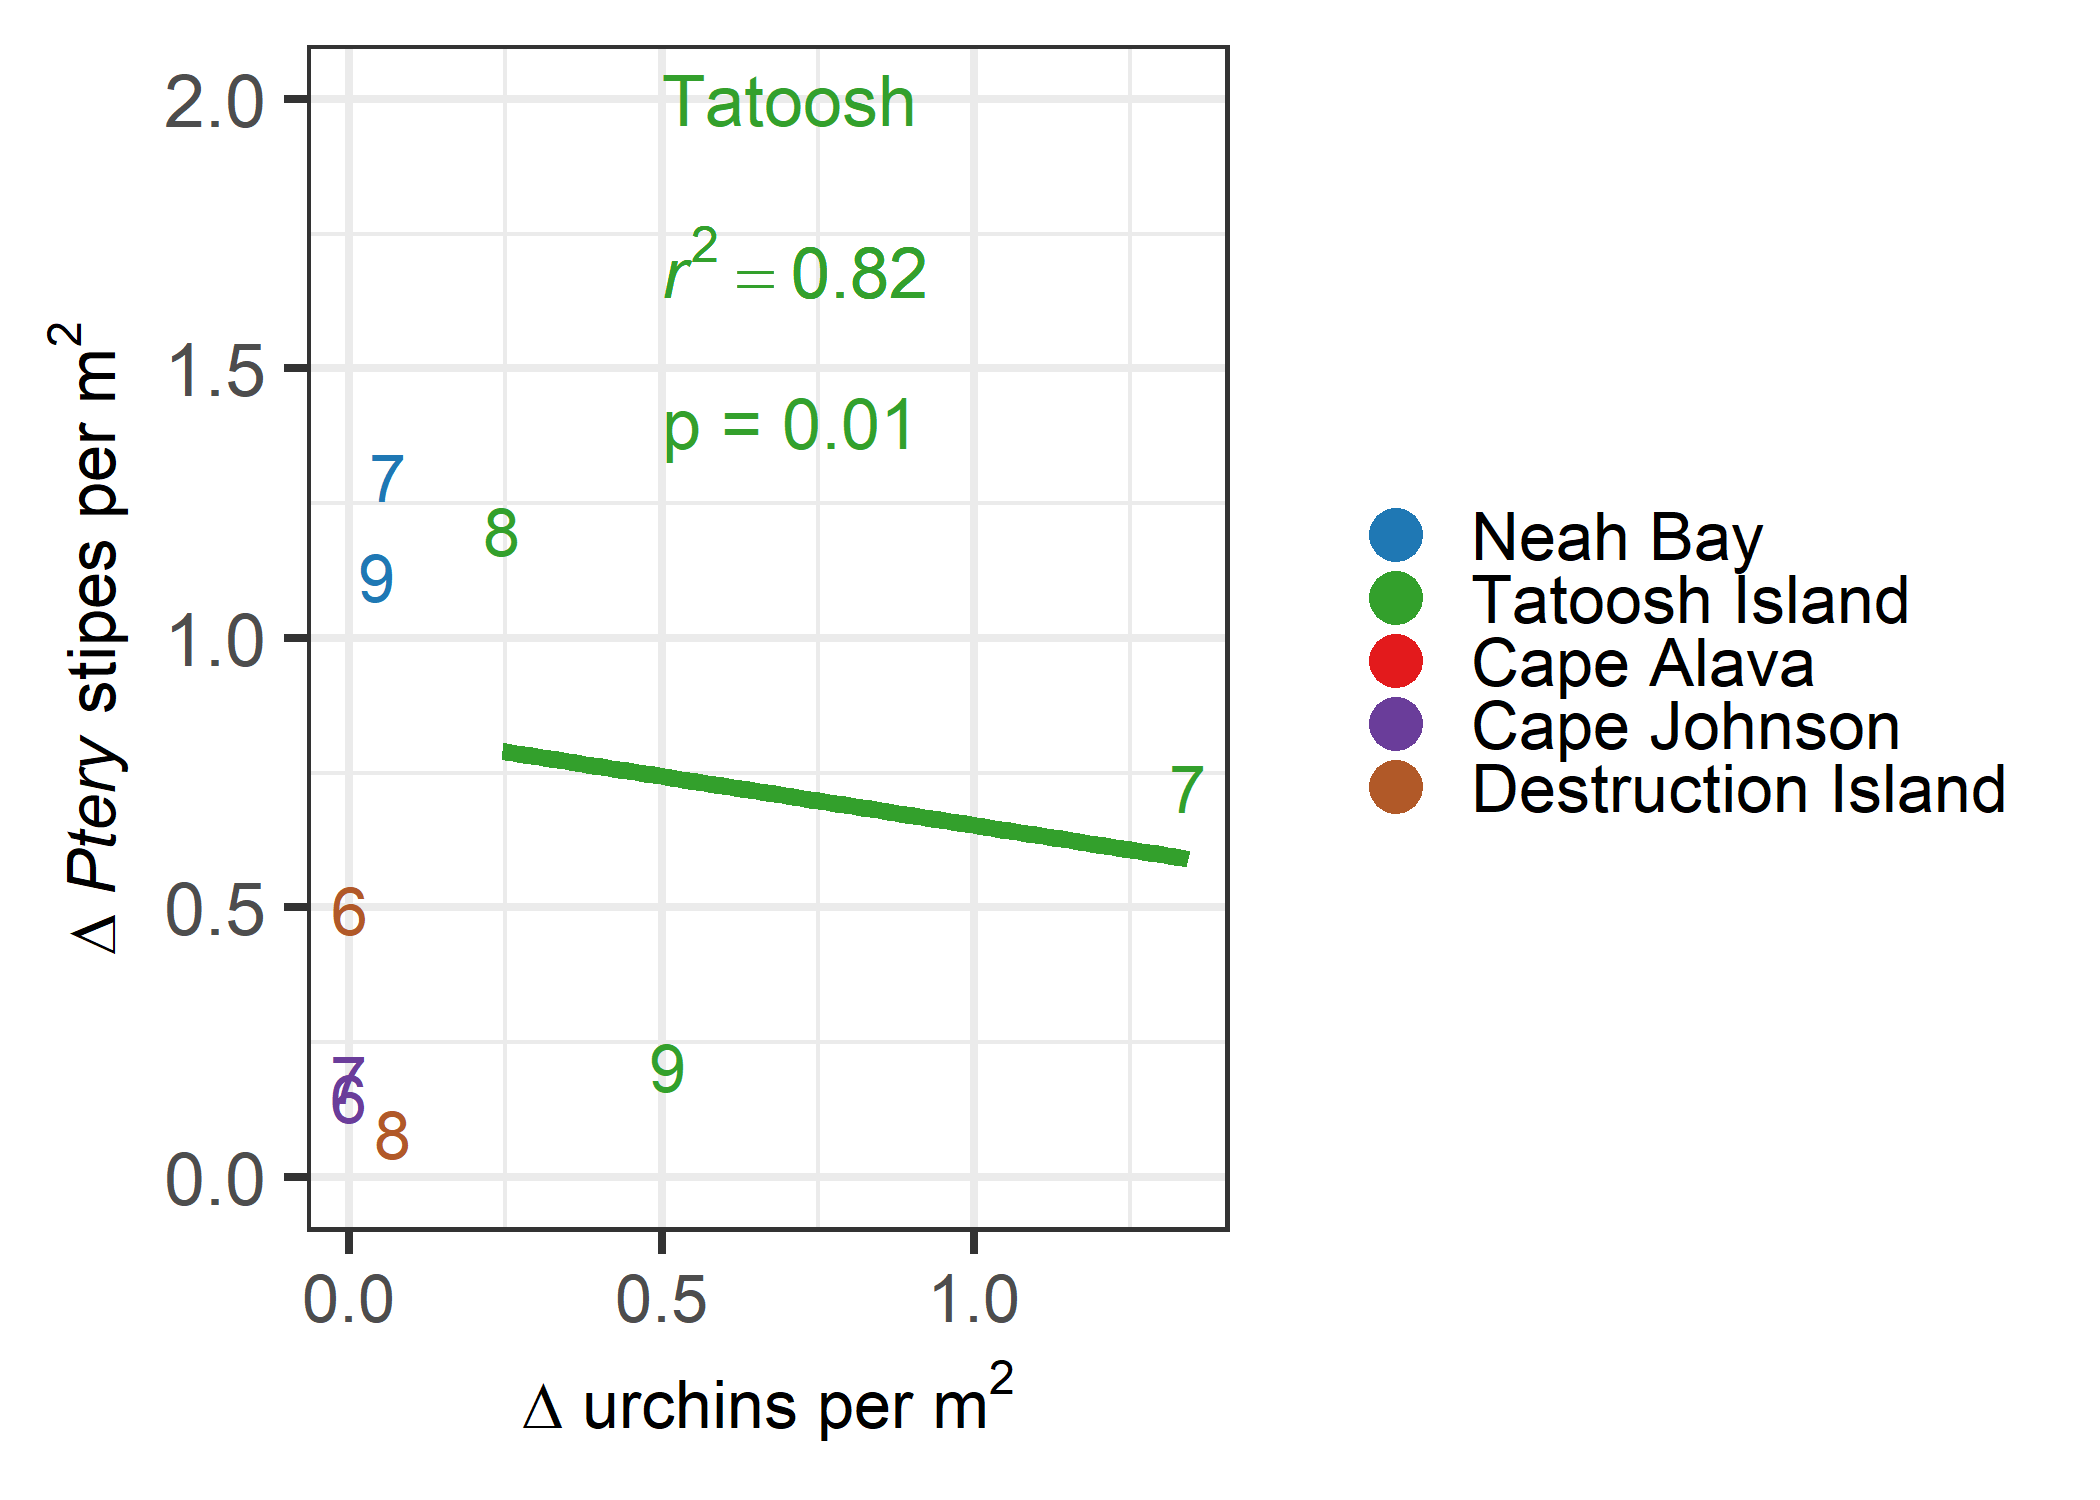 2.0
1.5
1.0
0.5
0.0
Δ Ptery stipes per m²
Tatoosh
r² = 0.82
p = 0.01
7
8
9
7
6
9
7
6
8
0.0 0.5 1.0
Δ urchins per m²
Neah Bay
Tatoosh Island
Cape Alava
Cape Johnson
Destruction Island